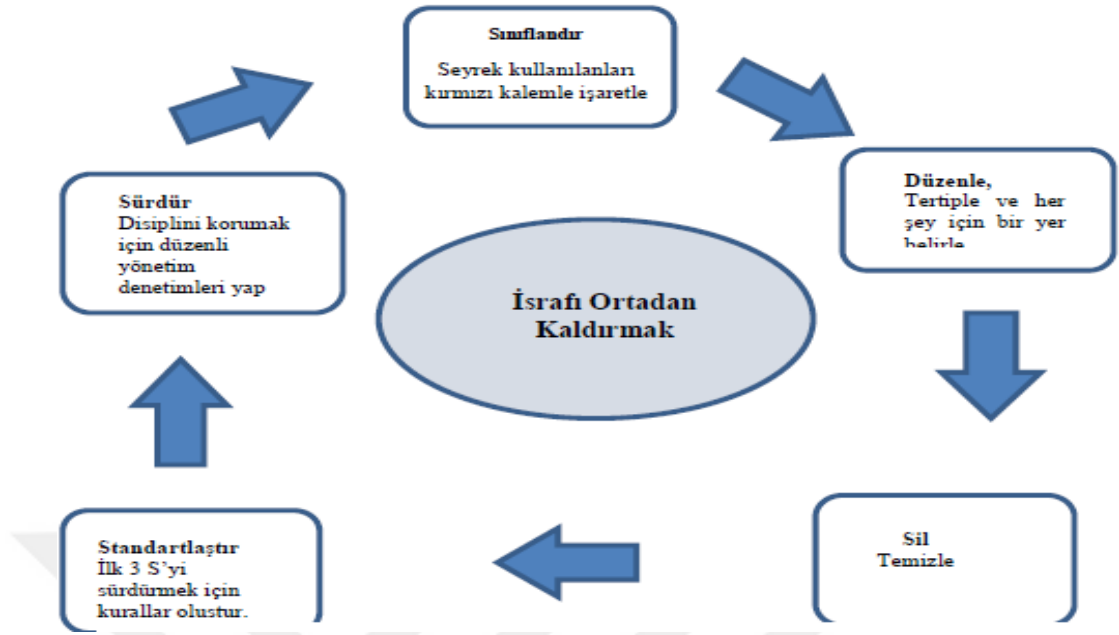 Sınıflandır
Seyrek kullanılanları
kırmızı kalemle işaretle
Düzenle,
Tertiple ve her
şey için bir yer
belirle
Sil
Temizle
Standartlaştır
İlk 3 S’yi
sürdürmek için
kurallar oluştur.
Sürdür
Disiplini korumak
için düzenli
yönetim
denetimleri yap
İsrafı Ortadan
Kaldırmak